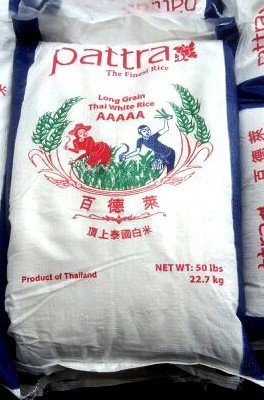 pattra
The Finest Rice
Long Grain
Thai White Rice
AAAAA
百德萊
頂上泰國白米
Product of Thailand
NET WT: 50 lbs
22.7 kg